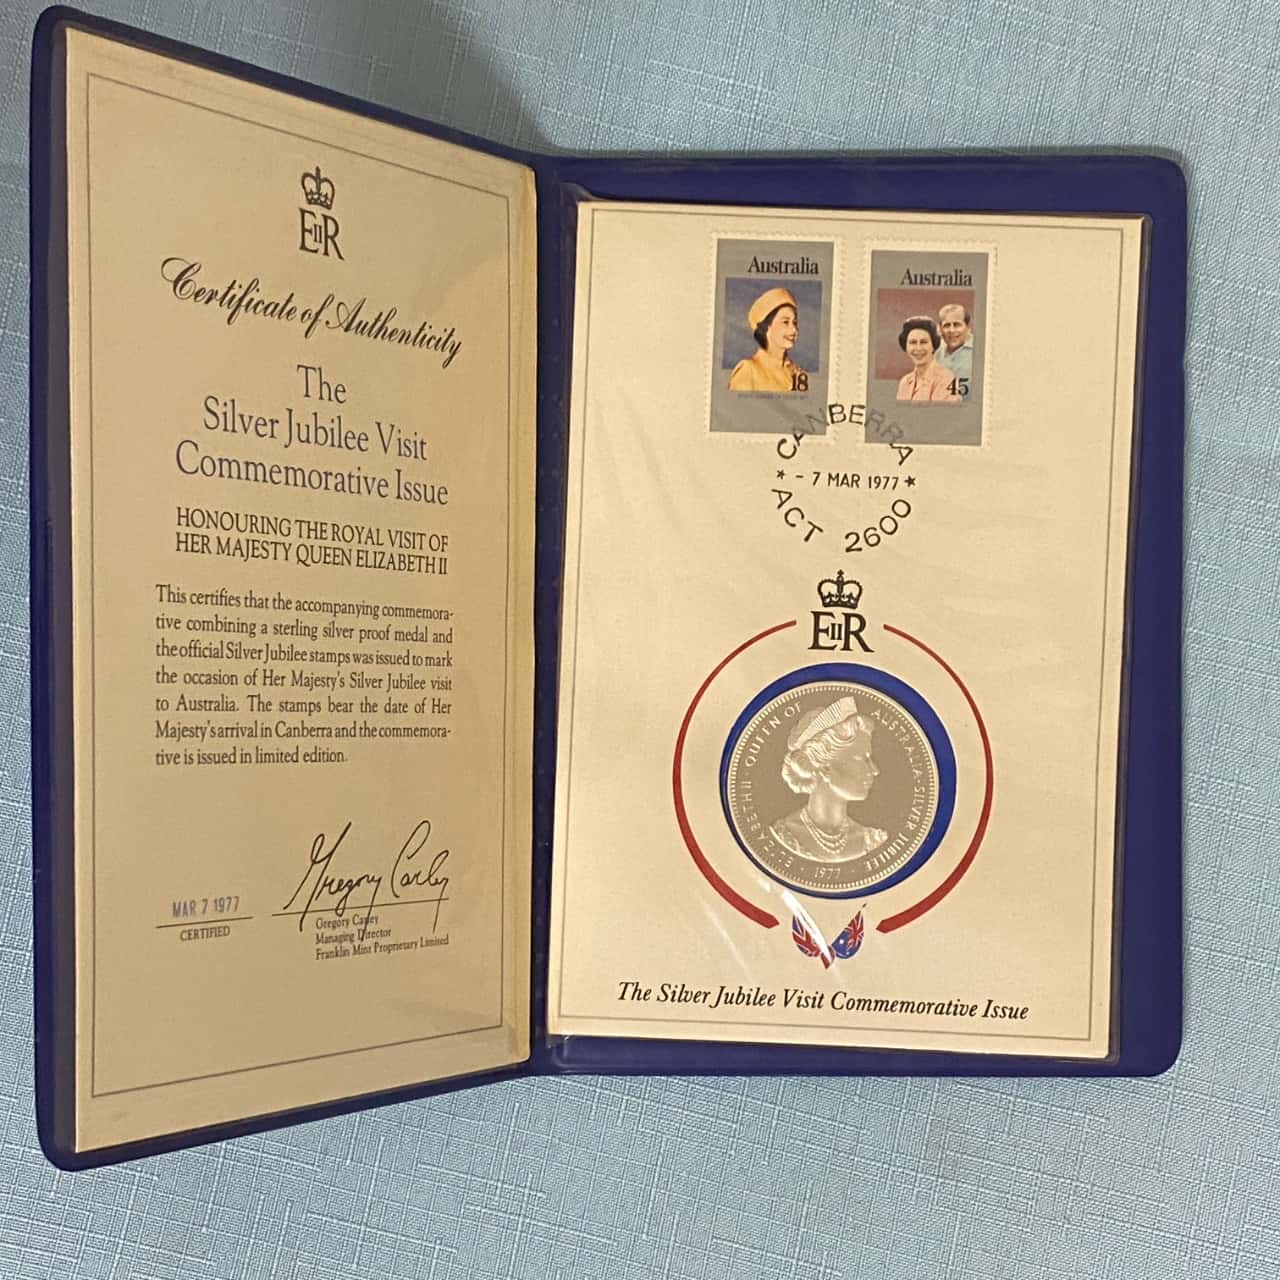 EIIR
Certificate of Authenticity
The
Silver Jubilee Visit
Commemorative Issue
HONOURING THE ROYAL VISIT OF
HER MAJESTY QUEEN ELIZABETH II
This certifies that the accompanying commemora-
tive combining a sterling silver proof medal and
the official Silver Jubilee stamps was issued to mark
the occasion of Her Majesty's Silver Jubilee visit
to Australia. The stamps bear the date of Her
Majesty's arrival in Canberra and the commemora-
tive is issued in limited edition.
Gregory Carley
MAR 7 1977
CERTIFIED
Gregory Carley
Managing Director
Franklin Mint Proprietary Limited
Australia
18
Australia
45
CANBERRA
* - 7 MAR 1977 *
ACT 2600
EIIR
ELIZABETH II · QUEEN OF AUSTRALIA · SILVER JUBILEE · 1977 ·
The Silver Jubilee Visit Commemorative Issue